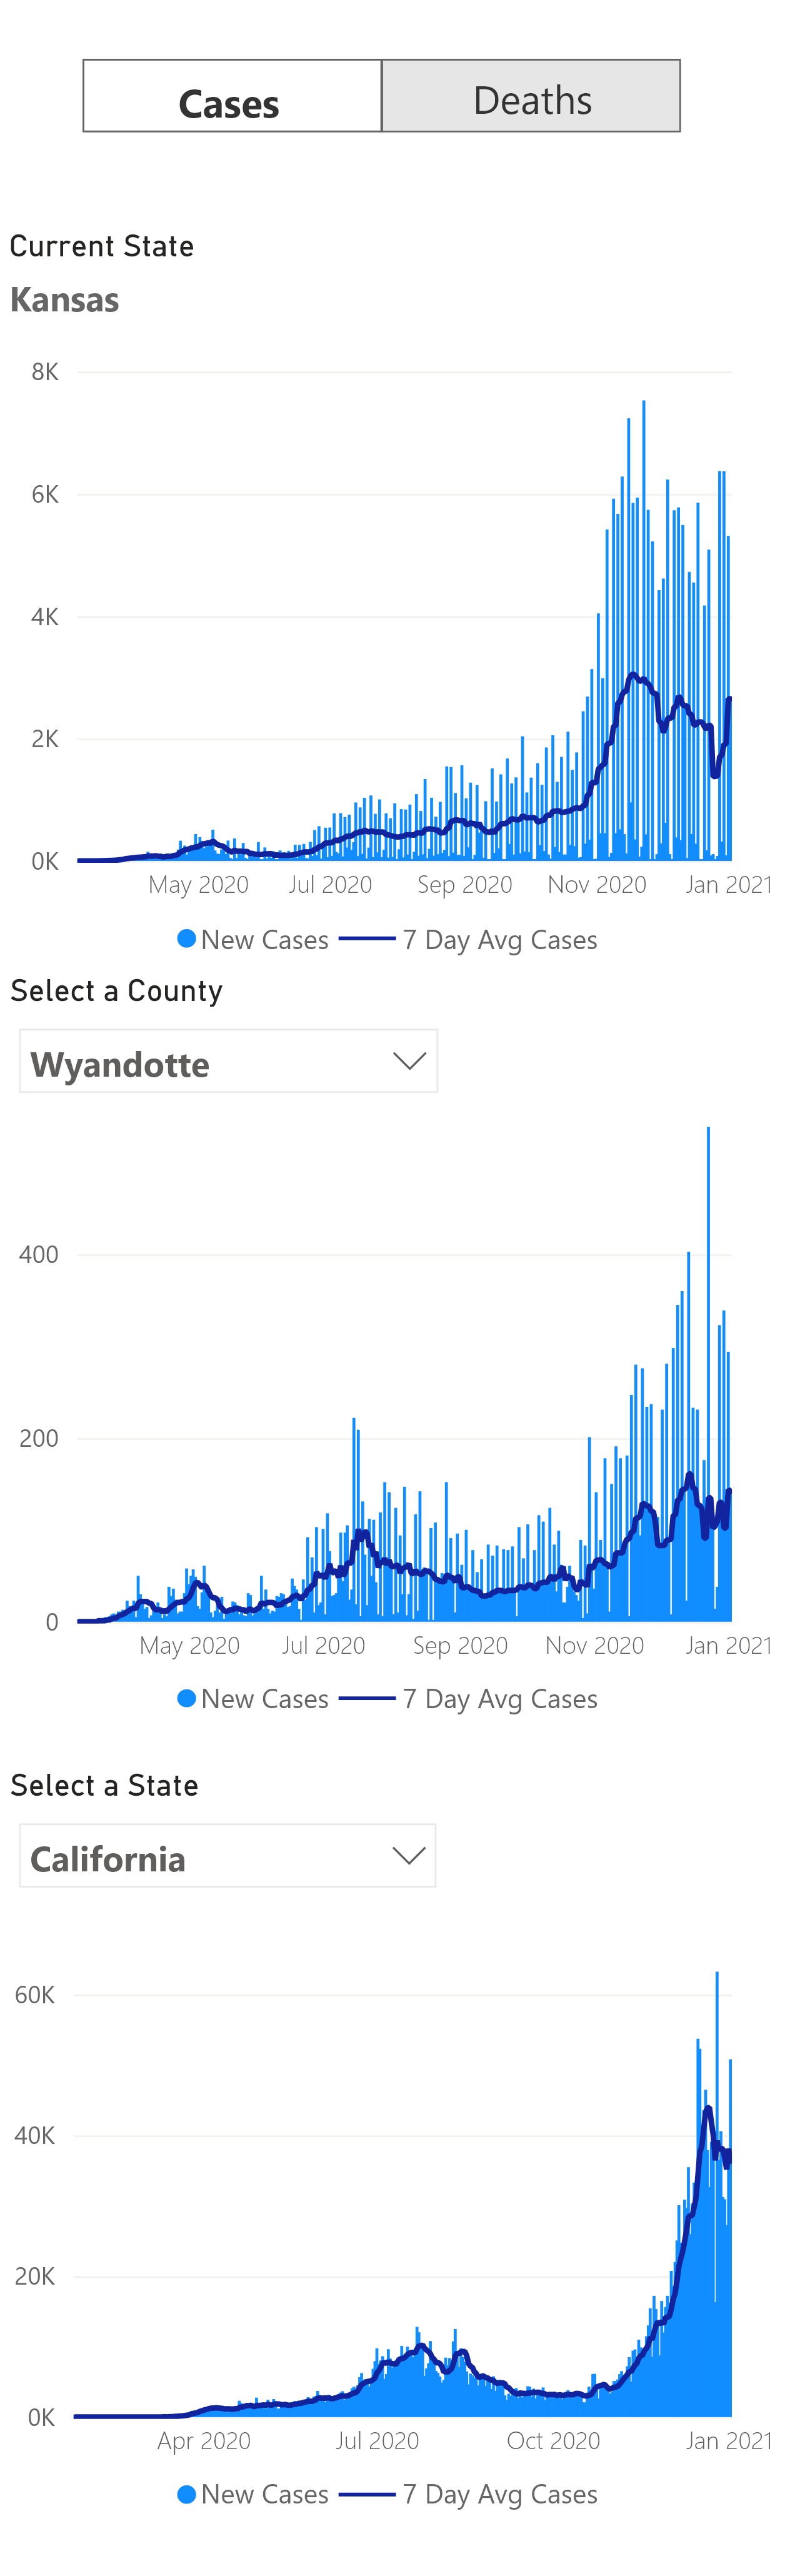 Cases Deaths
Current State
Kansas
8K
6K
4K
2K
0K
May 2020 Jul 2020 Sep 2020 Nov 2020 Jan 2021
New Cases 7 Day Avg Cases
Select a County
Wyandotte
400
200
0
May 2020 Jul 2020 Sep 2020 Nov 2020 Jan 2021
New Cases 7 Day Avg Cases
Select a State
California
60K
40K
20K
0K
Apr 2020 Jul 2020 Oct 2020 Jan 2021
New Cases 7 Day Avg Cases